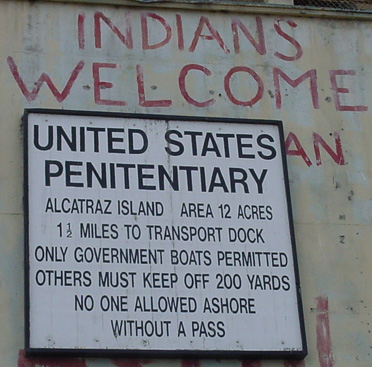 INDIANS
WELCOME
UNITED STATES
PENITENTIARY
ALCATRAZ ISLAND AREA 12 ACRES
1½ MILES TO TRANSPORT DOCK
ONLY GOVERNMENT BOATS PERMITTED
OTHERS MUST KEEP OFF 200 YARDS
NO ONE ALLOWED ASHORE
WITHOUT A PASS